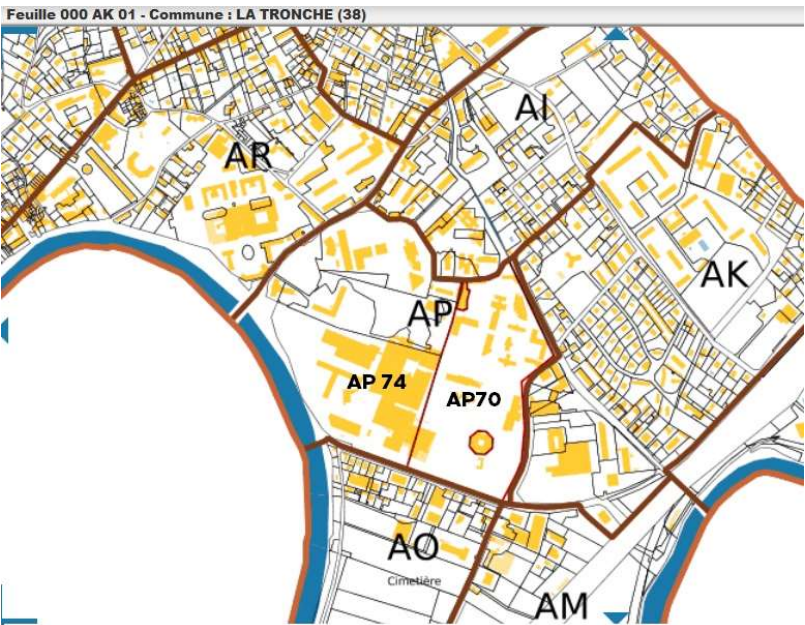 Feuille 000 AK 01 - Commune : LA TRONCHE (38)
AI
AR
AK
AP
AP 74
AP70
AO
Cimetière
AM